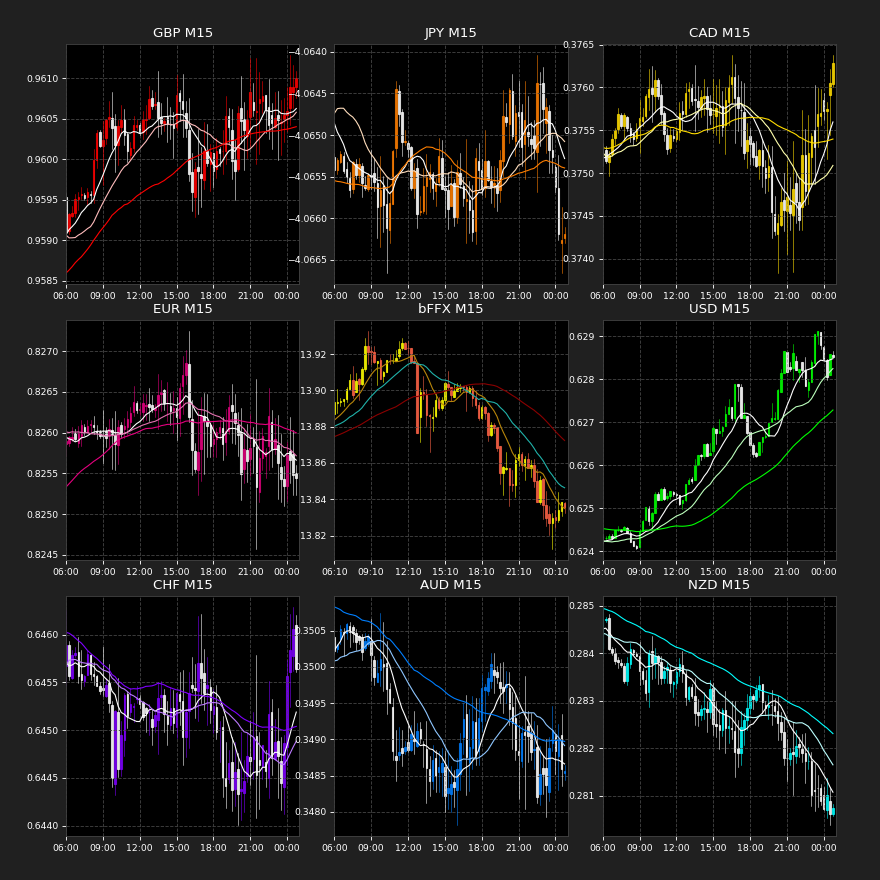 GBP M15
0.9610
0.9605
0.9600
0.9595
0.9590
0.9585
06:00 09:00 12:00 15:00 18:00 21:00 00:00
JPY M15
−4.0640
−4.0645
−4.0650
−4.0655
−4.0660
−4.0665
06:00 09:00 12:00 15:00 18:00 21:00 00:00
CAD M15
0.3765
0.3760
0.3755
0.3750
0.3745
0.3740
06:00 09:00 12:00 15:00 18:00 21:00 00:00
EUR M15
0.8270
0.8265
0.8260
0.8255
0.8250
0.8245
06:00 09:00 12:00 15:00 18:00 21:00 00:00
bFFX M15
13.92
13.90
13.88
13.86
13.84
13.82
06:10 09:10 12:10 15:10 18:10 21:10 00:10
USD M15
0.629
0.628
0.627
0.626
0.625
0.624
06:00 09:00 12:00 15:00 18:00 21:00 00:00
CHF M15
0.6460
0.6455
0.6450
0.6445
0.6440
06:00 09:00 12:00 15:00 18:00 21:00 00:00
AUD M15
0.3505
0.3500
0.3495
0.3490
0.3485
0.3480
06:00 09:00 12:00 15:00 18:00 21:00 00:00
NZD M15
0.285
0.284
0.283
0.282
0.281
06:00 09:00 12:00 15:00 18:00 21:00 00:00